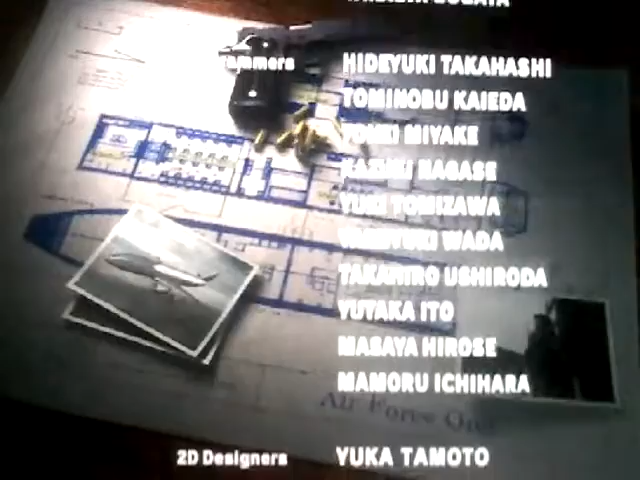 HIDEYUKI TAKAHASHI
TOMINOBU KAIEDA
MIYAKE
KAZUKI NAGASE
YUKI TOMIZAWA
WADA
TAKAHIRO USHIRODA
YUTAKA ITO
MASAYA HIROSE
MAMORU ICHIHARA
Air Force One
2D Designers YUKA TAMOTO